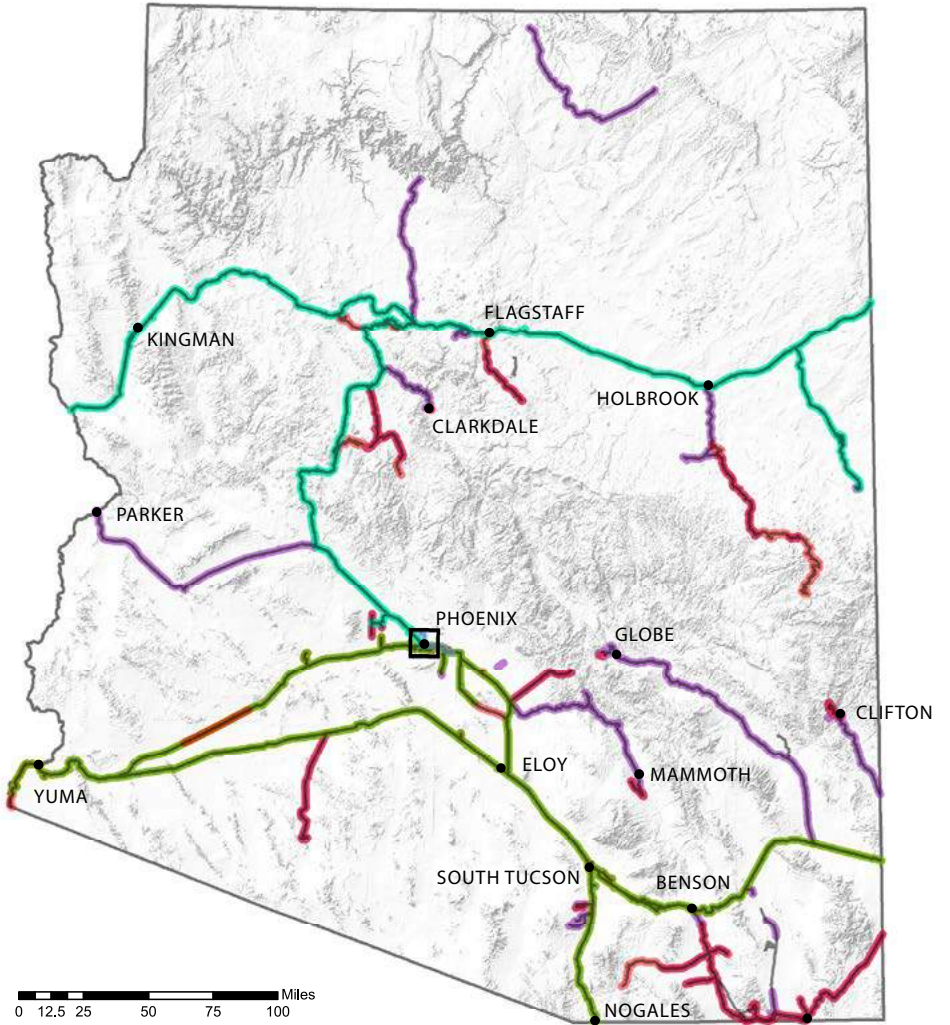 FLAGSTAFF
KINGMAN
HOLBROOK
CLARKDALE
PARKER
PHOENIX
GLOBE
CLIFTON
ELOY
MAMMOTH
YUMA
SOUTH TUCSON
BENSON
Miles
0 12.5 25 50 75 100
NOGALES